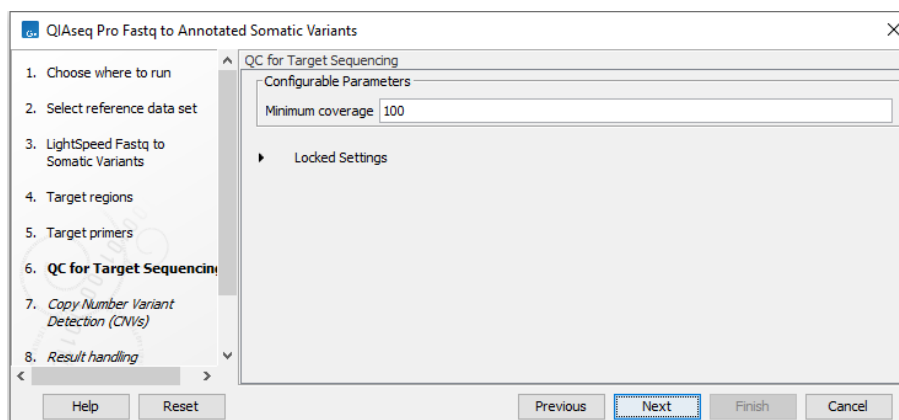 QIAseq Pro Fastq to Annotated Somatic Variants
1. Choose where to run
2. Select reference data set
3. LightSpeed Fastq to
Somatic Variants
4. Target regions
5. Target primers
6. QC for Target Sequencing
7. Copy Number Variant
Detection (CNVs)
8. Result handling
QC for Target Sequencing
Configurable Parameters
Minimum coverage 100
Locked Settings
Help Reset Previous Next Finish Cancel